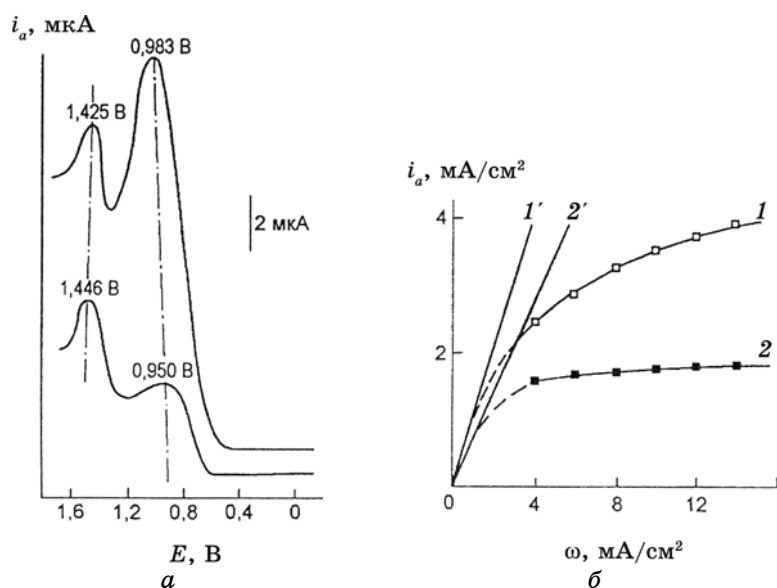 i_a, мкА
0,983 В
1,425 В
2 мкА
1,446 В
0,950 В
1,6 1,2 0,8 0,4 0
E, В
а
i_a, мА/см²
4
2
0 4 8 12
1′ 2′ 1
2
ω, мА/см²
б